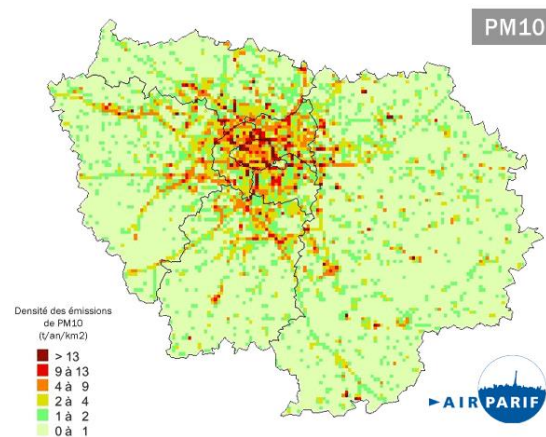 PM10
Densité des émissions
de PM10
(t/an/km2)
> 13
9 à 13
4 à 9
2 à 4
1 à 2
0 à 1
AIRPARIF